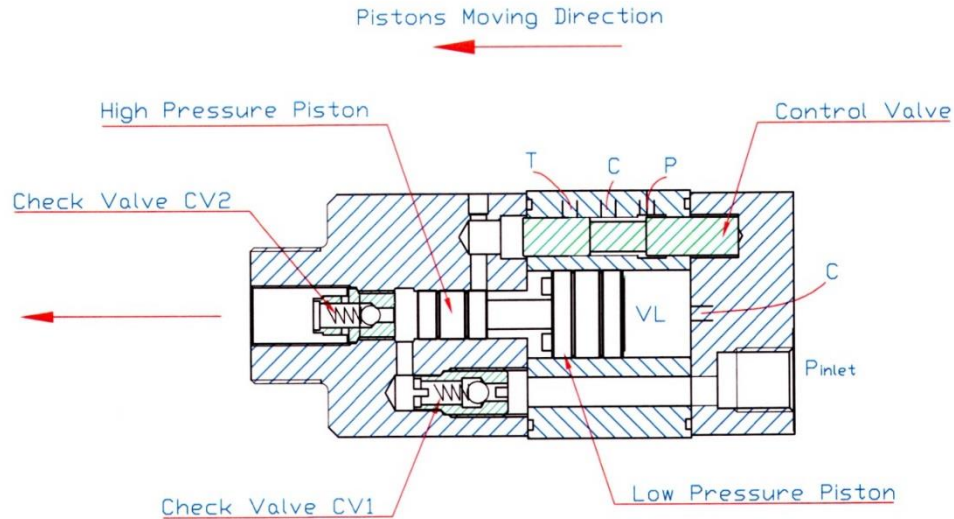 Pistons Moving Direction
High Pressure Piston
Control Valve
T
C
P
Check Valve CV2
C
VL
Pinlet
Low Pressure Piston
Check Valve CV1